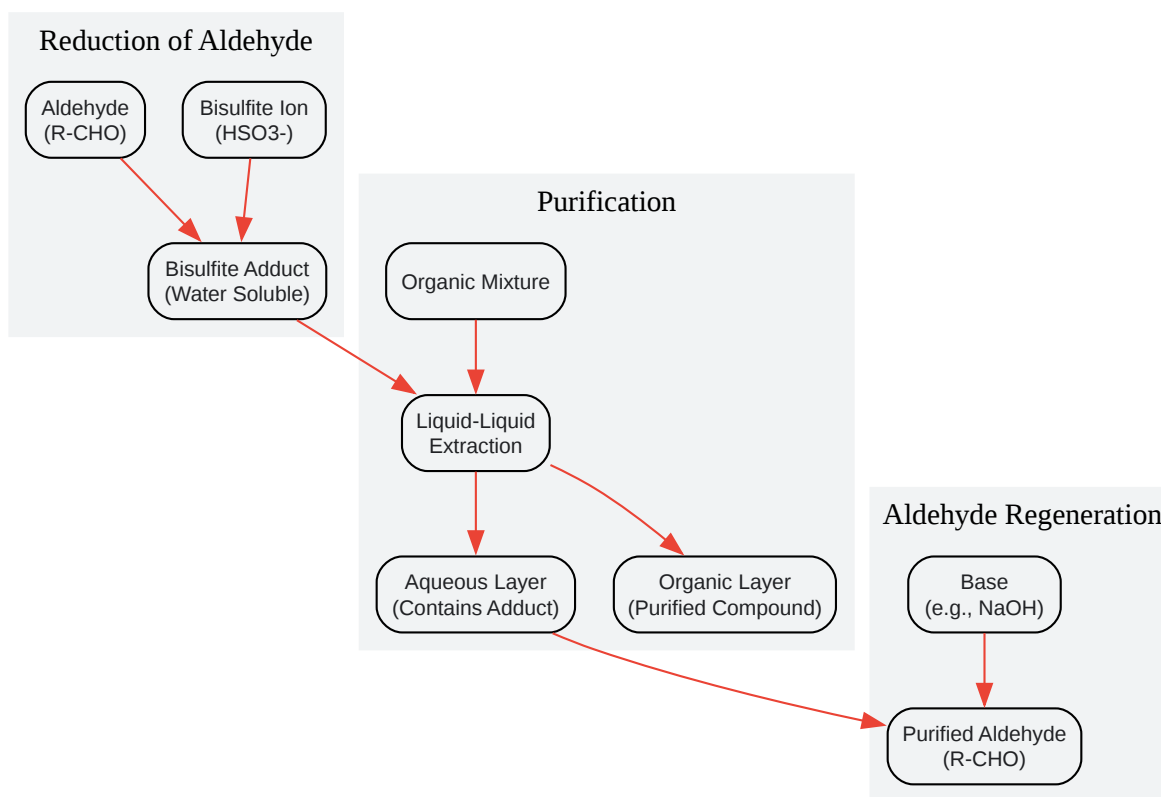 Reduction of Aldehyde
Aldehyde
(R-CHO)
Bisulfite Ion
(HSO3-)
Bisulfite Adduct
(Water Soluble)
Purification
Organic Mixture
Liquid-Liquid
Extraction
Aqueous Layer
(Contains Adduct)
Organic Layer
(Purified Compound)
Aldehyde Regeneration
Base
(e.g., NaOH)
Purified Aldehyde
(R-CHO)